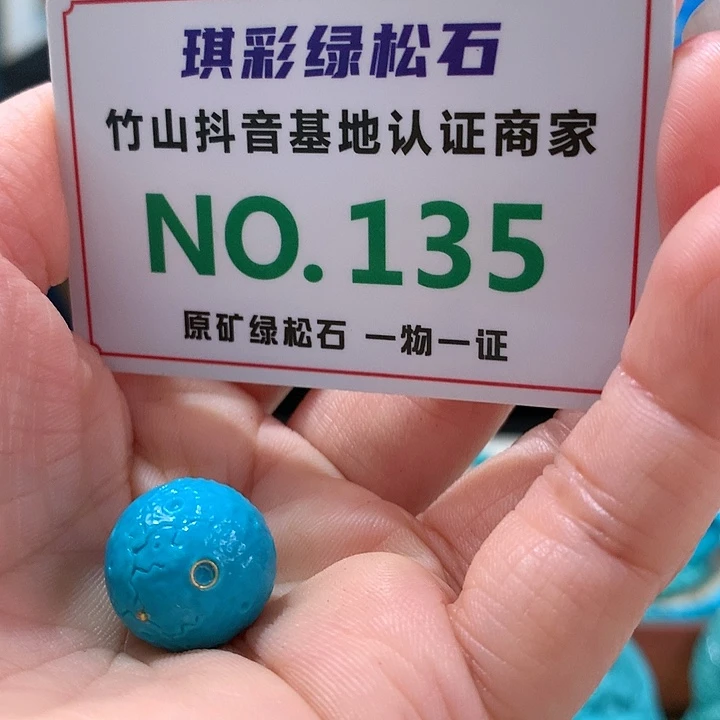 琪彩绿松石
竹山抖音基地认证商家
NO.135
原矿绿松石 一物一证